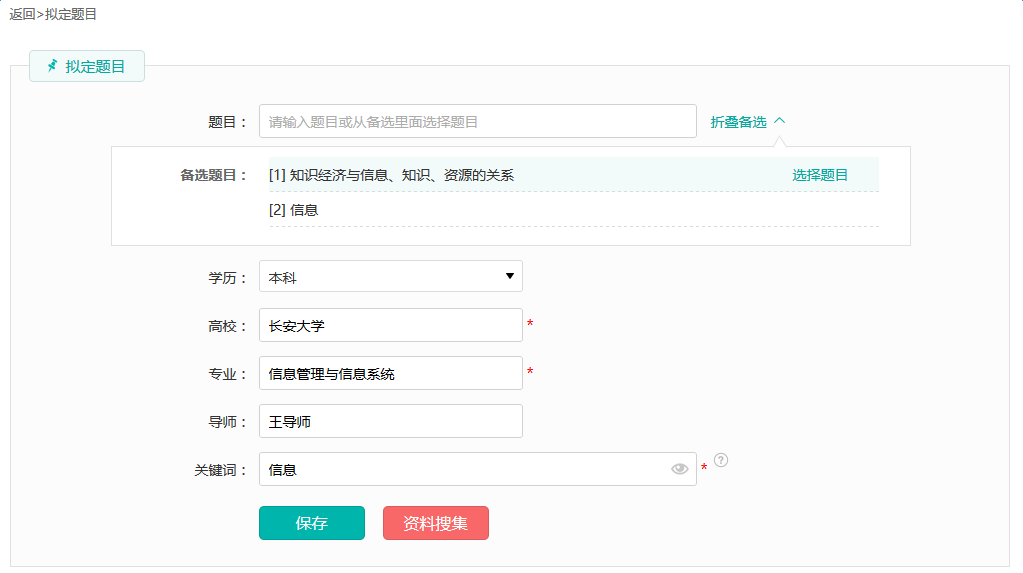 返回>拟定题目
拟定题目
题目： 请输入题目或从备选里面选择题目 折叠备选
备选题目： [1] 知识经济与信息、知识、资源的关系 选择题目
[2] 信息
学历： 本科
高校： 长安大学 *
专业： 信息管理与信息系统 *
导师： 王导师
关键词： 信息 * ?
保存 资料搜集